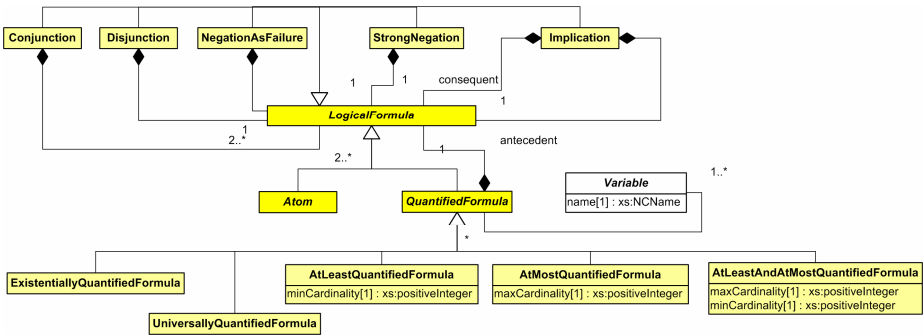 Conjunction
Disjunction
NegationAsFailure
StrongNegation
Implication
1
1
consequent
1
LogicalFormula
1
2..*
antecedent
1
2..*
1..*
Atom
QuantifiedFormula
Variable
name[1] : xs:NCName
*
ExistentiallyQuantifiedFormula
UniversallyQuantifiedFormula
AtLeastQuantifiedFormula
minCardinality[1] : xs:positiveInteger
AtMostQuantifiedFormula
maxCardinality[1] : xs:positiveInteger
AtLeastAndAtMostQuantifiedFormula
maxCardinality[1] : xs:positiveInteger
minCardinality[1] : xs:positiveInteger